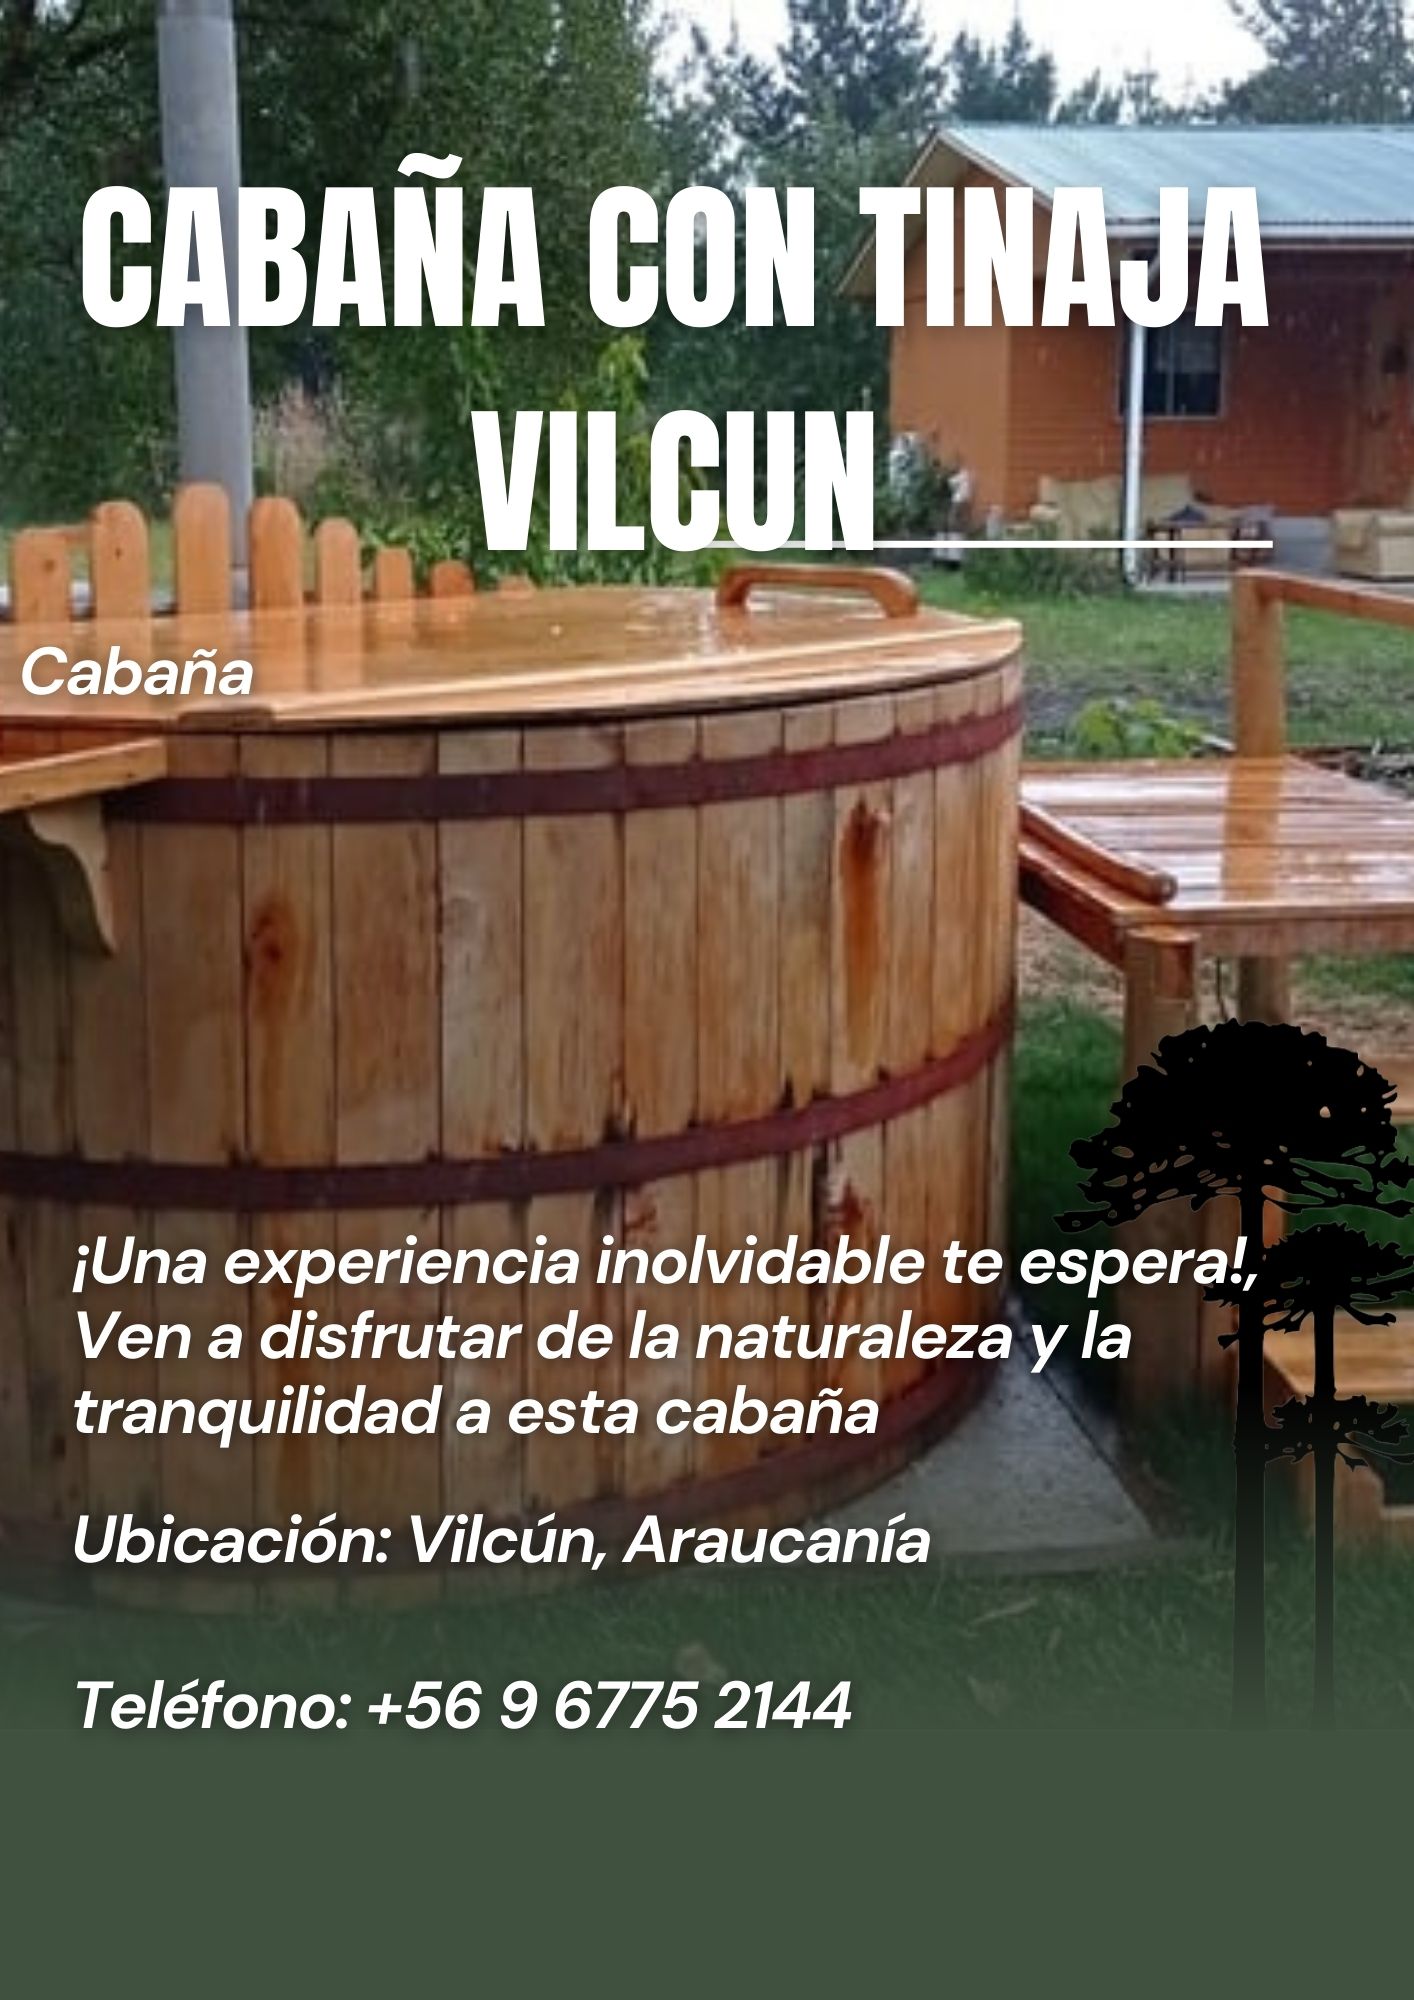 CABAÑA CON TINAJA
VILCUN
Cabaña
¡Una experiencia inolvidable te espera!,
Ven a disfrutar de la naturaleza y la
tranquilidad a esta cabaña
Ubicación: Vilcún, Araucanía
Teléfono: +56 9 6775 2144